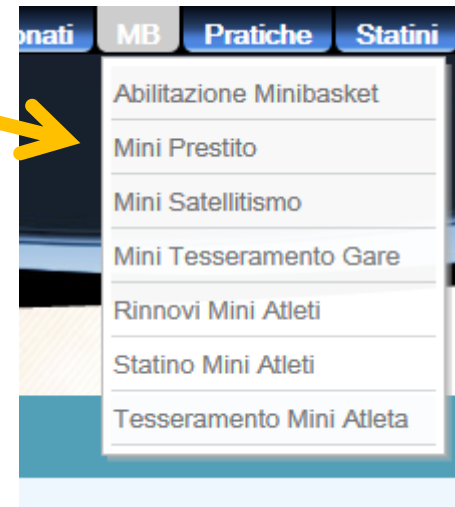 onati MB Pratiche Statini
Abilitazione Minibasket
Mini Prestito
Mini Satellitismo
Mini Tesseramento Gare
Rinnovi Mini Atleti
Statino Mini Atleti
Tesseramento Mini Atleta